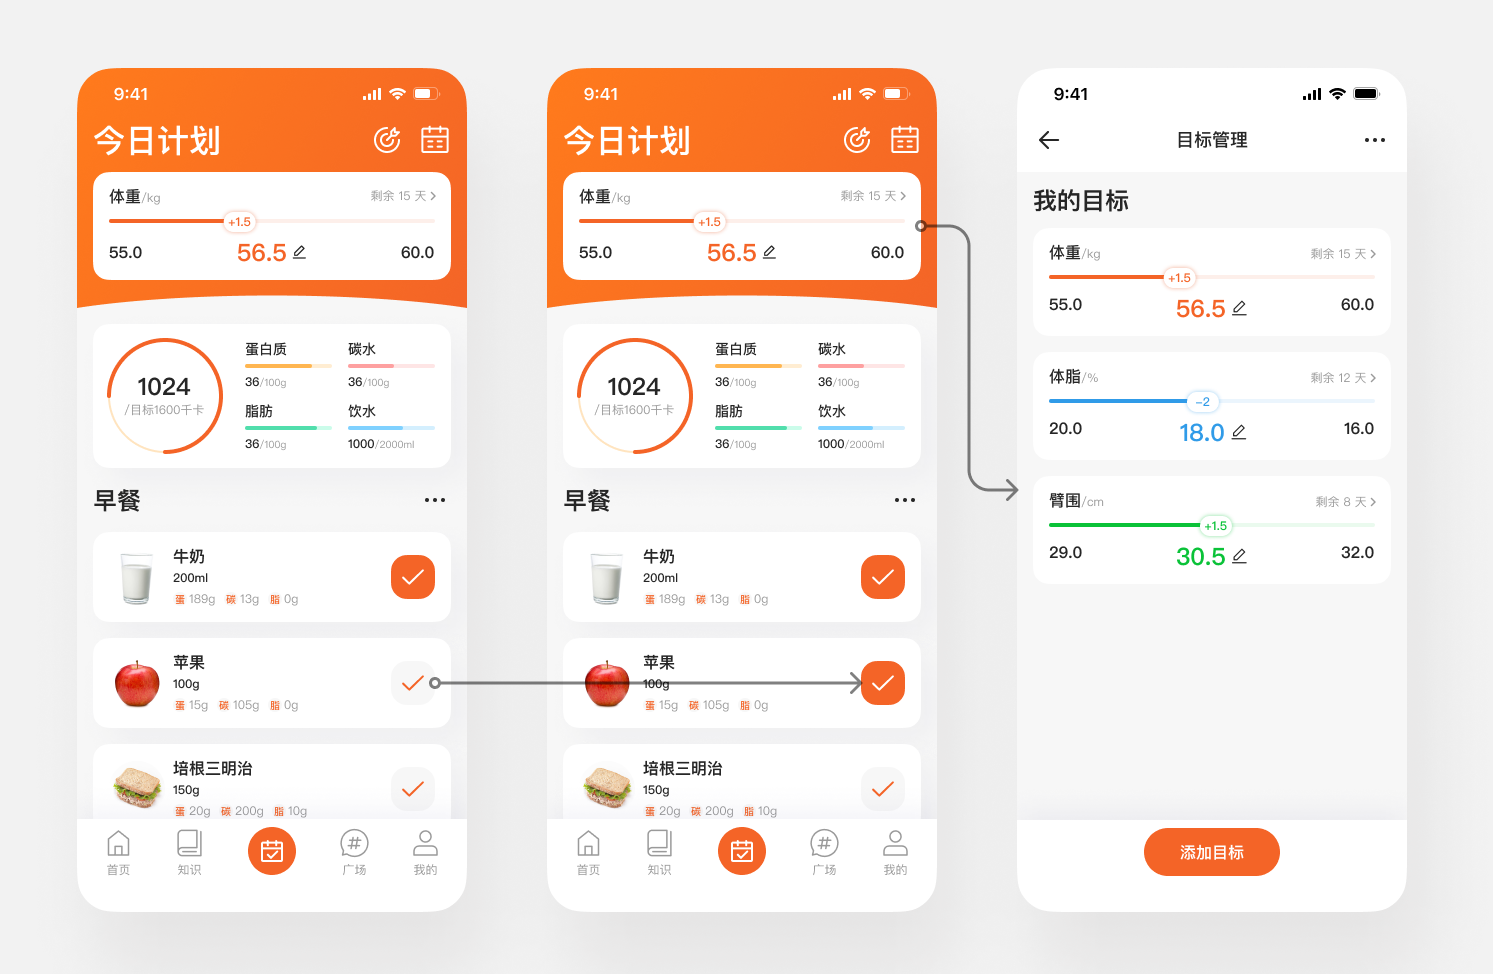 9:41
今日计划
体重/kg
剩余 15 天
+1.5
55.0
56.5
60.0
蛋白质
碳水
36/100g
36/100g
1024
/目标1600千卡
脂肪
饮水
36/100g
1000/2000ml
早餐
牛奶
200ml
蛋 189g 碳 13g 脂 0g
苹果
100g
蛋 15g 碳 105g 脂 0g
培根三明治
150g
蛋 20g 碳 200g 脂 10g
首页
知识
广场
我的
9:41
今日计划
体重/kg
剩余 15 天
+1.5
55.0
56.5
60.0
蛋白质
碳水
36/100g
36/100g
1024
/目标1600千卡
脂肪
饮水
36/100g
1000/2000ml
早餐
牛奶
200ml
蛋 189g 碳 13g 脂 0g
苹果
100g
蛋 15g 碳 105g 脂 0g
培根三明治
150g
蛋 20g 碳 200g 脂 10g
首页
知识
广场
我的
9:41
目标管理
我的目标
体重/kg
剩余 15 天
+1.5
55.0
56.5
60.0
体脂/%
剩余 12 天
-2
20.0
18.0
16.0
臂围/cm
剩余 8 天
+1.5
29.0
30.5
32.0
添加目标